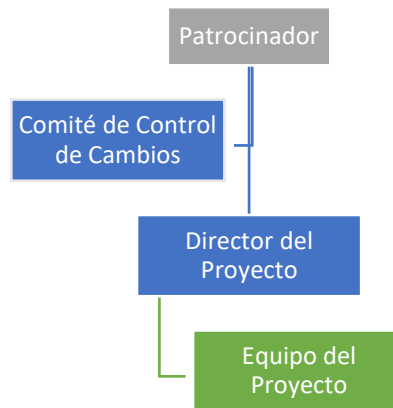 Patrocinador
Comité de Control
de Cambios
Director del
Proyecto
Equipo del
Proyecto